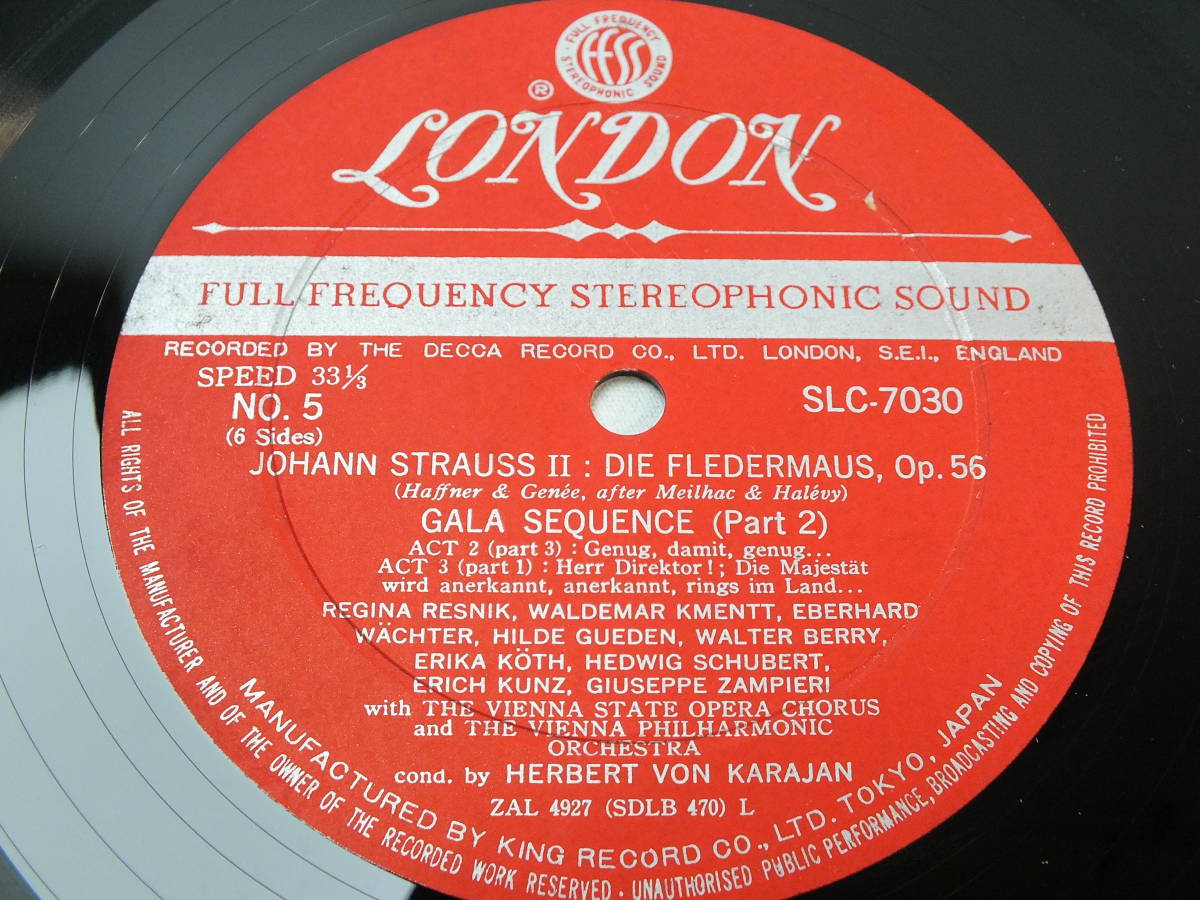 FULL FREQUENCY
FFSS
STEREOPHONIC SOUND
®
LONDON
FULL FREQUENCY STEREOPHONIC SOUND
RECORDED BY THE DECCA RECORD CO., LTD. LONDON, S.E.I., ENGLAND
SPEED 33⅓
NO. 5
SLC-7030
(6 Sides)
JOHANN STRAUSS II : DIE FLEDERMAUS, Op. 56
(Haffner & Genée, after Meilhac & Halévy)
GALA SEQUENCE (Part 2)
ACT 2 (part 3) : Genug, damit, genug...
ACT 3 (part 1) : Herr Direktor! ; Die Majestät
wird anerkannt, anerkannt, rings im Land...
REGINA RESNIK, WALDEMAR KMENTT, EBERHARD
WÄCHTER, HILDE GUEDEN, WALTER BERRY,
ERIKA KÖTH, HEDWIG SCHUBERT,
ERICH KUNZ, GIUSEPPE ZAMPIERI
with THE VIENNA STATE OPERA CHORUS
and THE VIENNA PHILHARMONIC
ORCHESTRA
cond. by HERBERT VON KARAJAN
ZAL 4927 (SDLB 470) L
MANUFACTURED BY KING RECORD CO., LTD. TOKYO, JAPAN
ALL RIGHTS OF THE MANUFACTURER AND OF THE OWNER OF THE RECORDED WORK RESERVED. UNAUTHORISED PUBLIC PERFORMANCE, BROADCASTING AND COPYING OF THIS RECORD PROHIBITED